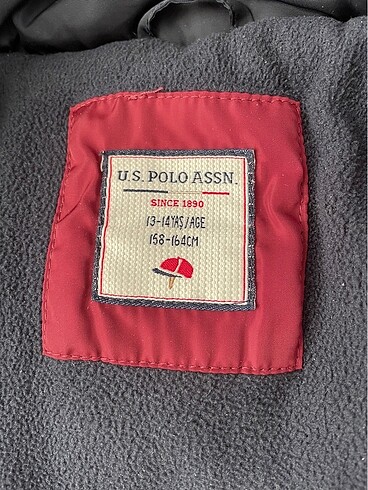 U.S. POLO ASSN.
SINCE 1890
13-14YAŞ/AGE
158-164CM